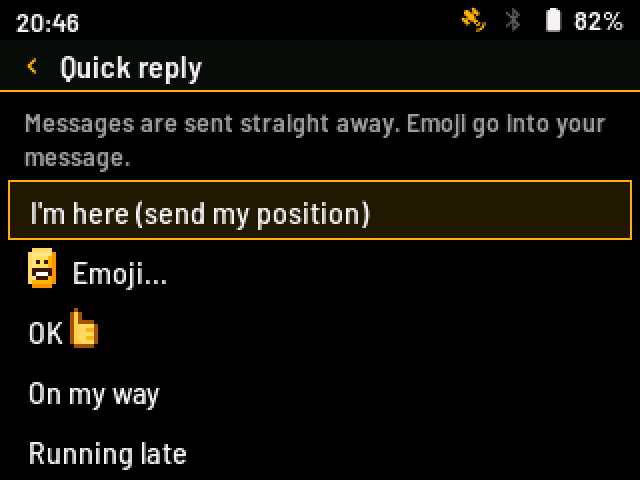 20:46
82%
Quick reply
Messages are sent straight away. Emoji go into your
message.
I'm here (send my position)
Emoji...
OK
On my way
Running late